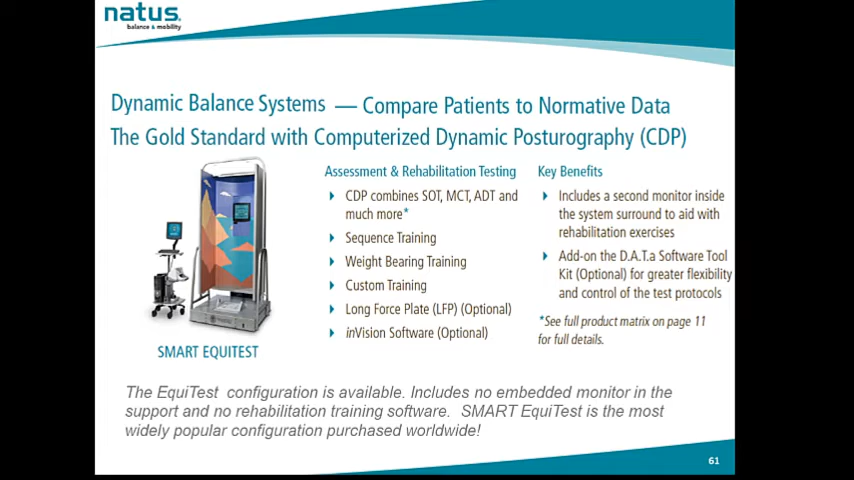 natus.
balance & mobility
Dynamic Balance Systems — Compare Patients to Normative Data
The Gold Standard with Computerized Dynamic Posturography (CDP)
Assessment & Rehabilitation Testing
CDP combines SOT, MCT, ADT and
much more*
Sequence Training
Weight Bearing Training
Custom Training
Long Force Plate (LFP) (Optional)
inVision Software (Optional)
Key Benefits
Includes a second monitor inside
the system surround to aid with
rehabilitation exercises
Add-on the D.A.T.a Software Tool
Kit (Optional) for greater flexibility
and control of the test protocols
*See full product matrix on page 11
for full details.
SMART EQUITEST
The EquiTest configuration is available. Includes no embedded monitor in the
support and no rehabilitation training software. SMART EquiTest is the most
widely popular configuration purchased worldwide!
61